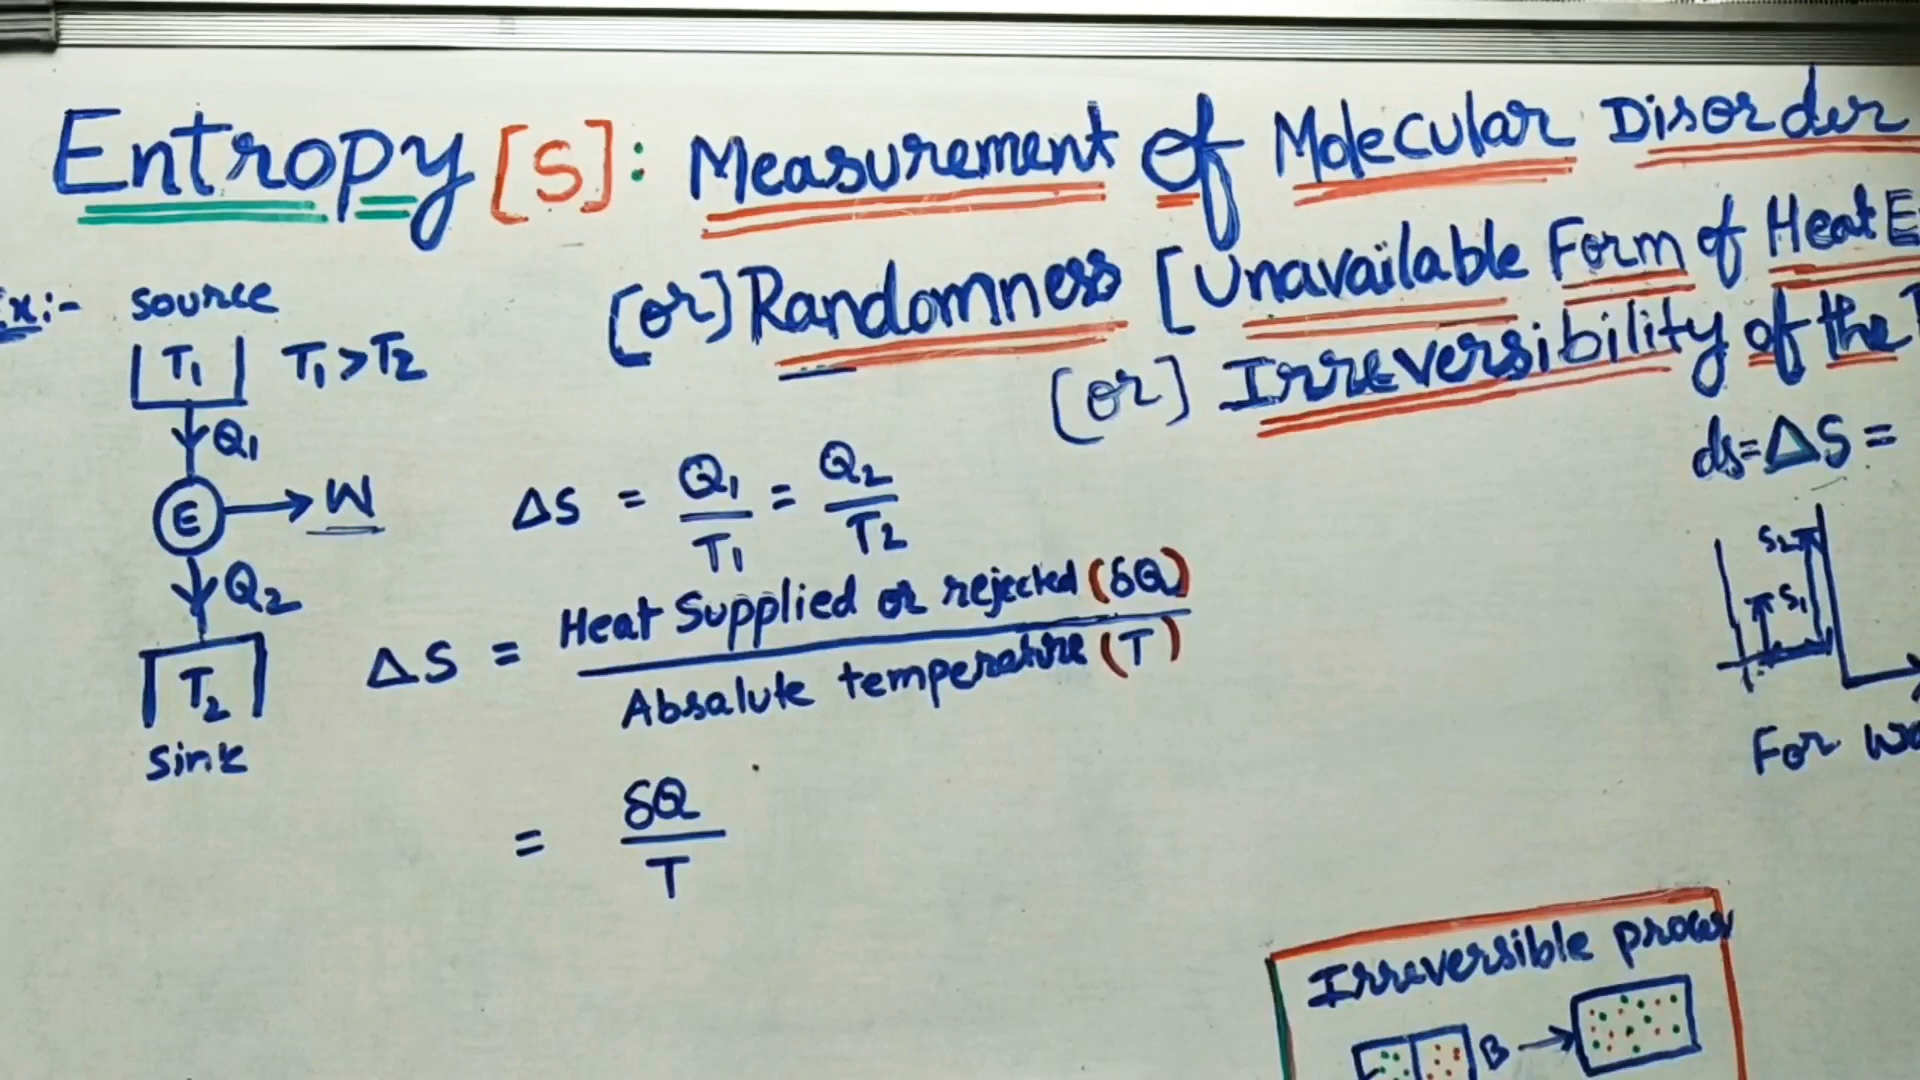 Entropy [S]: Measurement of Molecular Disorder
(or) Randomness [Unavailable Form of Heat E
(or) Irreversibility of the
Ex:- Source
T₁ T₁>T₂
Q₁
E → W
Q₂
T₂
Sink
ΔS = Q₁/T₁ = Q₂/T₂
ΔS = Heat Supplied or rejected (δQ) / Absalute temperature (T)
= δQ/T
ds=ΔS=
S₂
S₁
For
Irreversible
B →